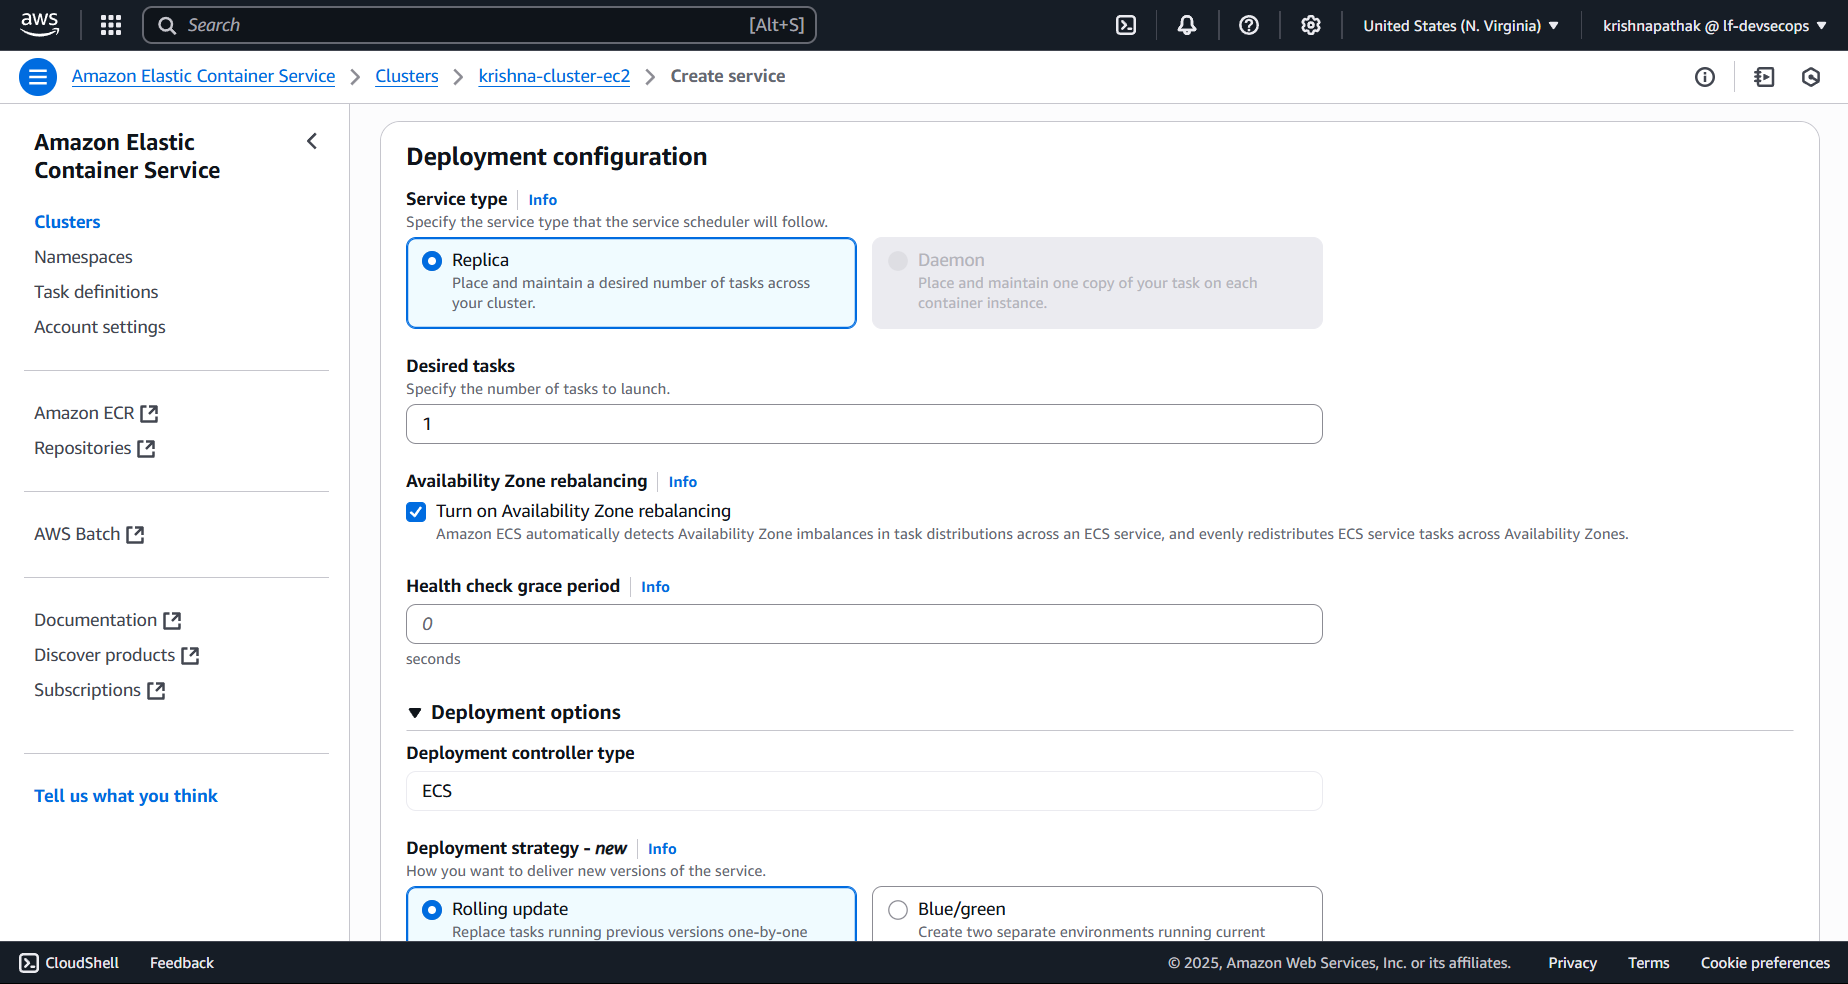 aws
Search [Alt+S]
United States (N. Virginia)
krishnapathak @ lf-devsecops
Amazon Elastic Container Service > Clusters > krishna-cluster-ec2 > Create service
Amazon Elastic
Container Service
Clusters
Namespaces
Task definitions
Account settings
Amazon ECR
Repositories
AWS Batch
Documentation
Discover products
Subscriptions
Tell us what you think
Deployment configuration
Service type Info
Specify the service type that the service scheduler will follow.
Replica
Place and maintain a desired number of tasks across
your cluster.
Daemon
Place and maintain one copy of your task on each
container instance.
Desired tasks
Specify the number of tasks to launch.
1
Availability Zone rebalancing Info
Turn on Availability Zone rebalancing
Amazon ECS automatically detects Availability Zone imbalances in task distributions across an ECS service, and evenly redistributes ECS service tasks across Availability Zones.
Health check grace period Info
0
seconds
Deployment options
Deployment controller type
ECS
Deployment strategy - new Info
How you want to deliver new versions of the service.
Rolling update
Replace tasks running previous versions one-by-one
Blue/green
Create two separate environments running current
CloudShell Feedback
© 2025, Amazon Web Services, Inc. or its affiliates. Privacy Terms Cookie preferences